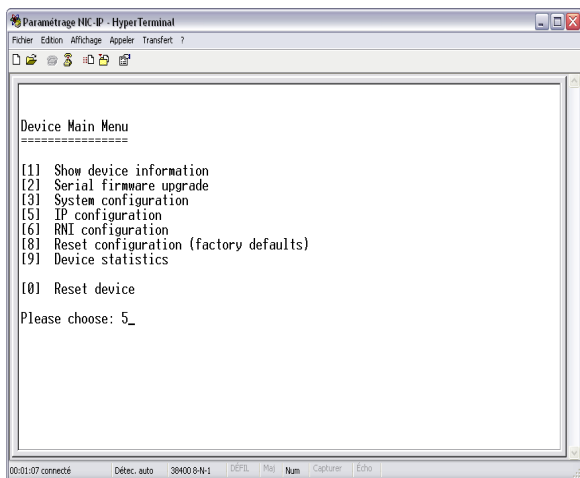 Paramétrage NIC-IP - HyperTerminal
Fichier Edition Affichage Appeler Transfert ?
Device Main Menu
================
[1] Show device information
[2] Serial firmware upgrade
[3] System configuration
[5] IP configuration
[6] RNI configuration
[8] Reset configuration (factory defaults)
[9] Device statistics
[0] Reset device
Please choose: 5_
00:01:07 connecté Détec. auto 38400 8-N-1 DÉFIL Maj Num Capturer Écho